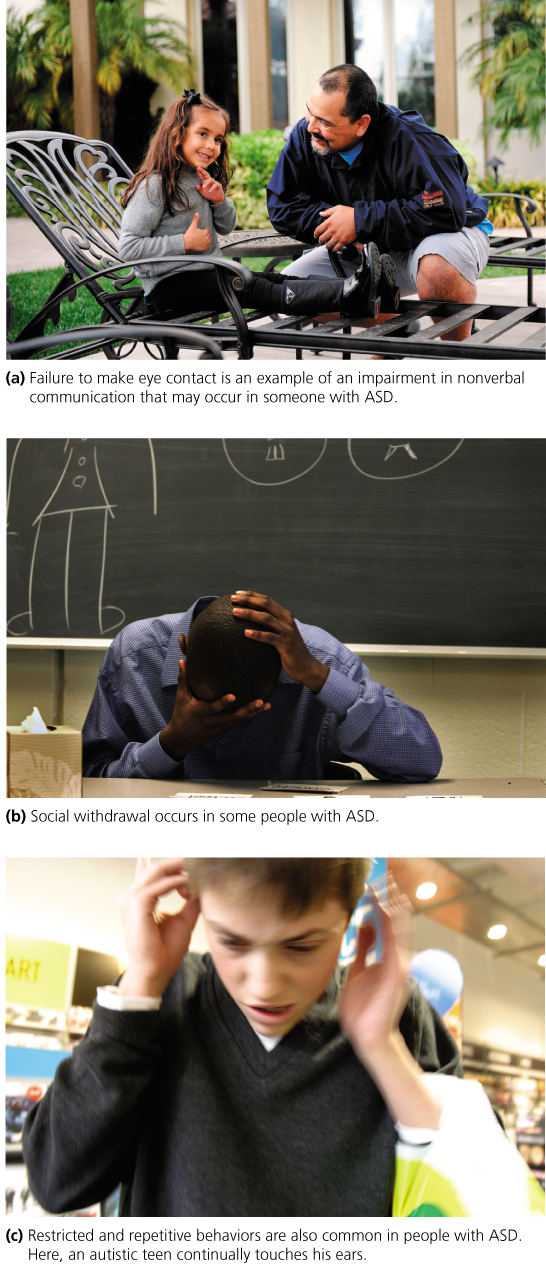 (a) Failure to make eye contact is an example of an impairment in nonverbal
communication that may occur in someone with ASD.
(b) Social withdrawal occurs in some people with ASD.
ART
(c) Restricted and repetitive behaviors are also common in people with ASD.
Here, an autistic teen continually touches his ears.